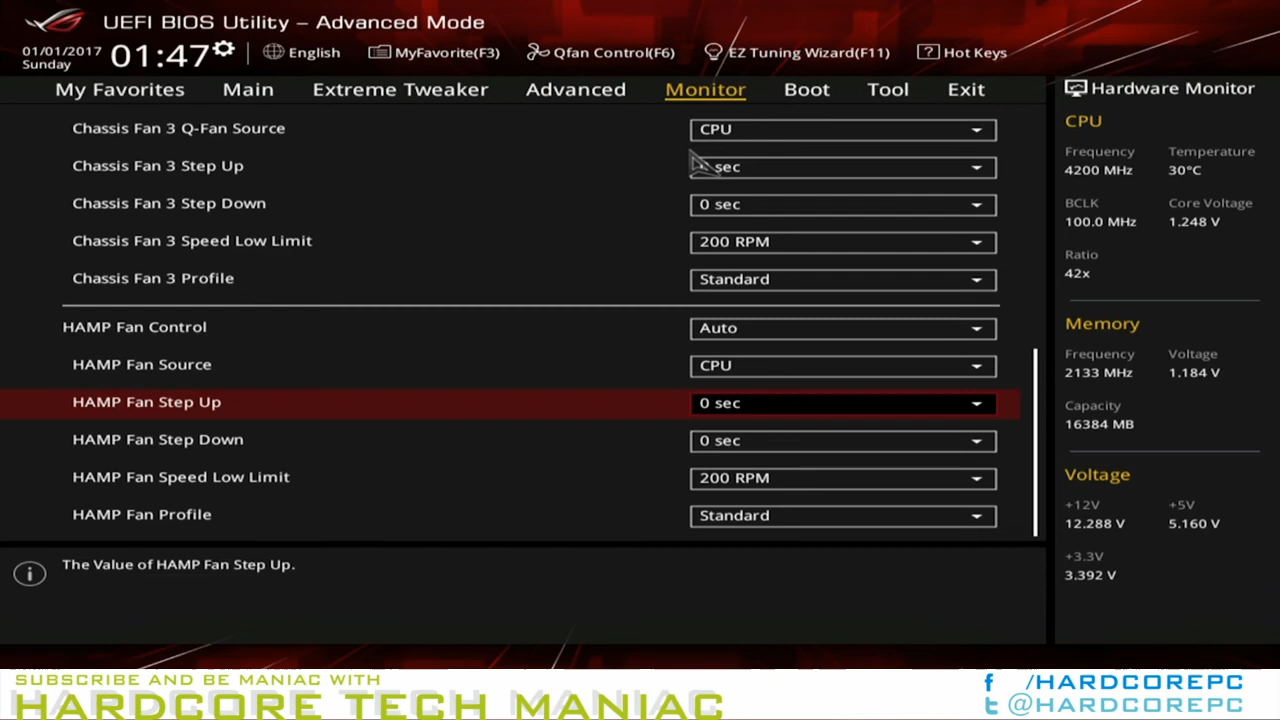 UEFI BIOS Utility – Advanced Mode
01/01/2017
Sunday
01:47
English
MyFavorite(F3)
Qfan Control(F6)
EZ Tuning Wizard(F11)
? Hot Keys
My Favorites
Main
Extreme Tweaker
Advanced
Monitor
Boot
Tool
Exit
Chassis Fan 3 Q-Fan Source
CPU
Chassis Fan 3 Step Up
sec
Chassis Fan 3 Step Down
0 sec
Chassis Fan 3 Speed Low Limit
200 RPM
Chassis Fan 3 Profile
Standard
HAMP Fan Control
Auto
HAMP Fan Source
CPU
HAMP Fan Step Up
0 sec
HAMP Fan Step Down
0 sec
HAMP Fan Speed Low Limit
200 RPM
HAMP Fan Profile
Standard
i
The Value of HAMP Fan Step Up.
Hardware Monitor
CPU
Frequency
Temperature
4200 MHz
30°C
BCLK
Core Voltage
100.0 MHz
1.248 V
Ratio
42x
Memory
Frequency
Voltage
2133 MHz
1.184 V
Capacity
16384 MB
Voltage
+12V
+5V
12.288 V
5.160 V
+3.3V
3.392 V
SUBSCRIBE AND BE MANIAC WITH
HARDCORE TECH MANIAC
f /HARDCOREPC
t @HARDCOREPC